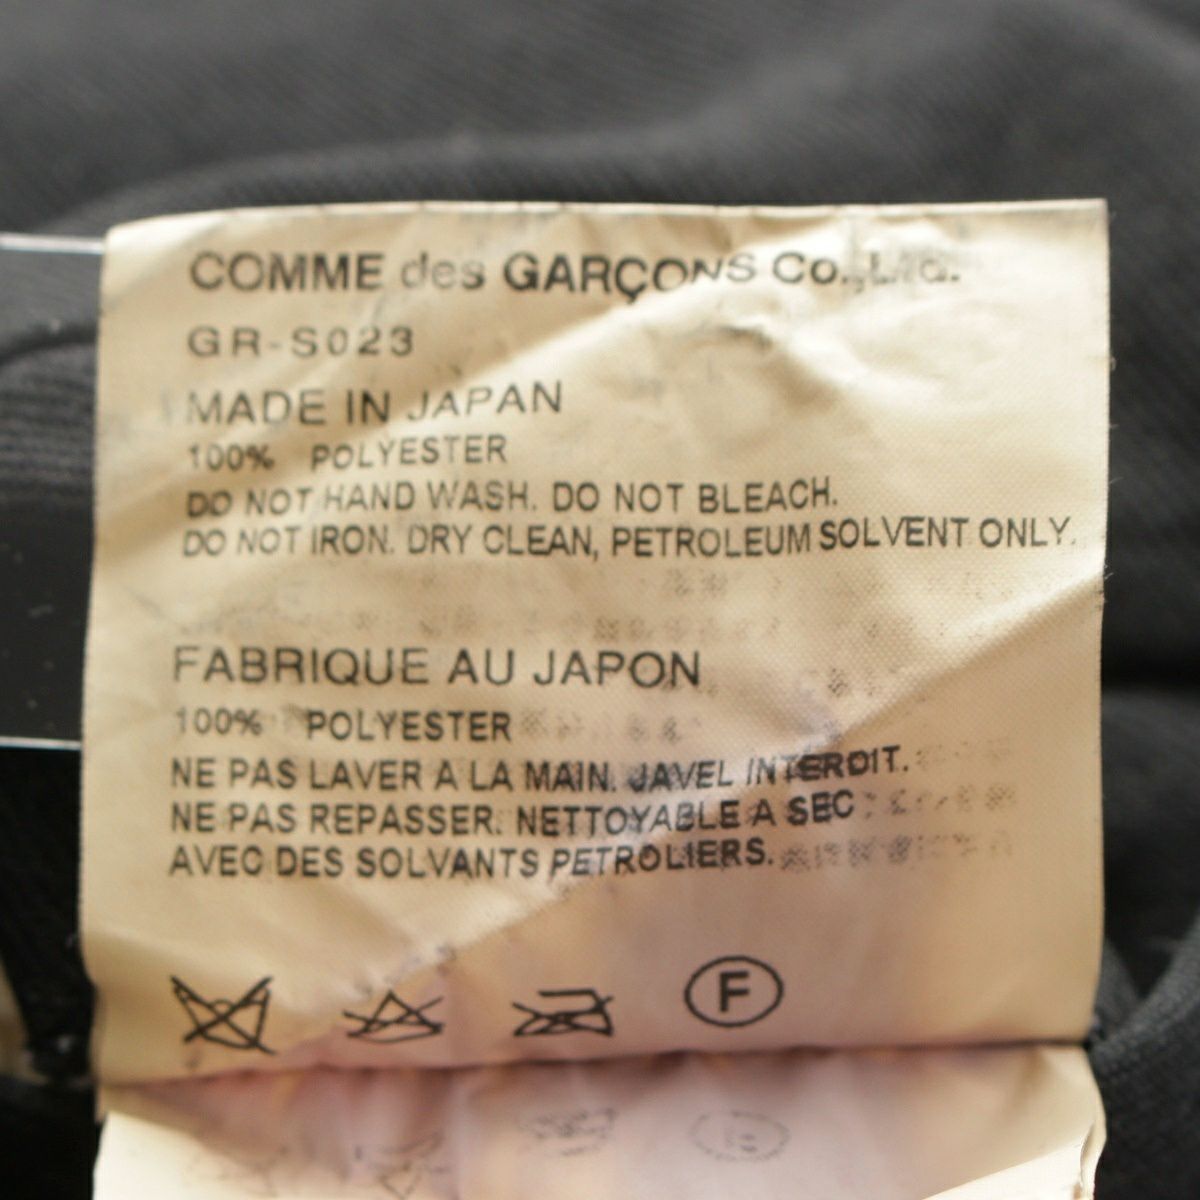 COMME des GARÇONS Co., Ltd.
GR-S023
MADE IN JAPAN
100% POLYESTER
DO NOT HAND WASH. DO NOT BLEACH.
DO NOT IRON. DRY CLEAN, PETROLEUM SOLVENT ONLY.
FABRIQUE AU JAPON
100% POLYESTER
NE PAS LAVER A LA MAIN. JAVEL INTERDIT.
NE PAS REPASSER. NETTOYABLE A SEC
AVEC DES SOLVANTS PETROLIERS.
F